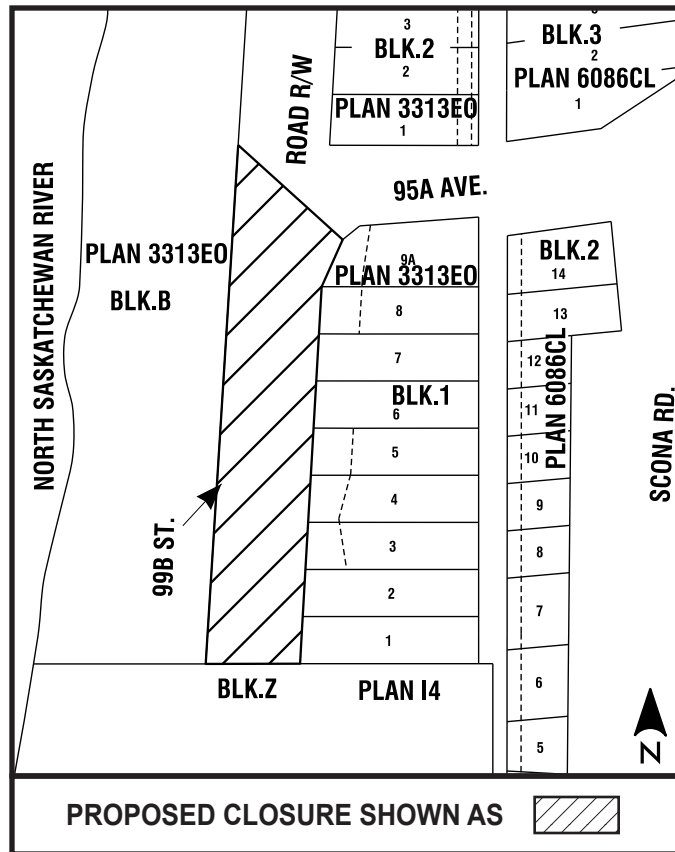 3
BLK.2
2
PLAN 3313EO
1
ROAD R/W
BLK.3
2
PLAN 6086CL
1
95A AVE.
NORTH SASKATCHEWAN RIVER
PLAN 3313EO
BLK.B
99B ST.
9A
PLAN 3313EO
8
7
BLK.1
6
5
4
3
2
1
BLK.2
14
13
12
11
10
9
8
7
6
5
PLAN 6086CL
SCONA RD.
BLK.Z
PLAN I4
N
PROPOSED CLOSURE SHOWN AS